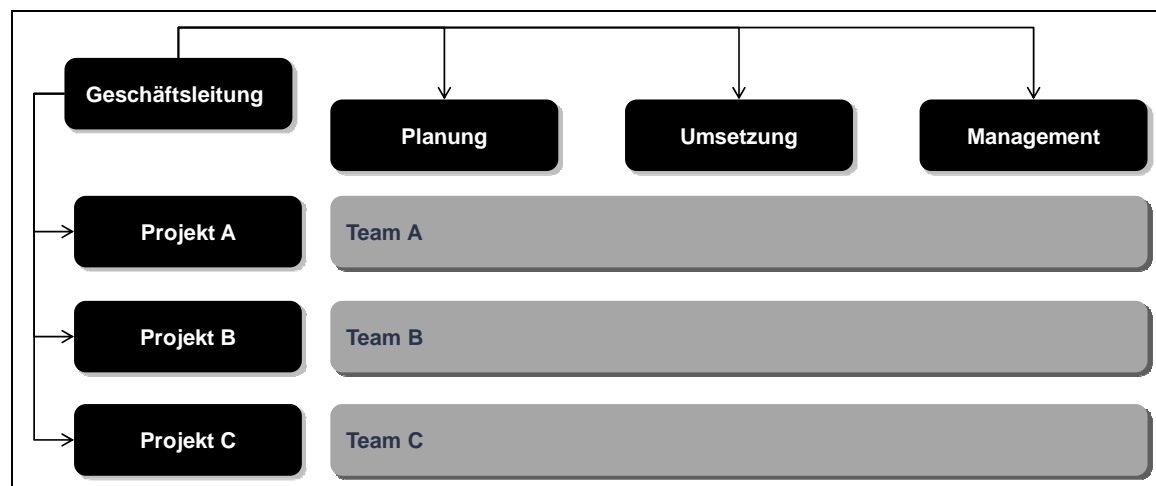 Geschäftsleitung
Planung
Umsetzung
Management
Projekt A
Team A
Projekt B
Team B
Projekt C
Team C